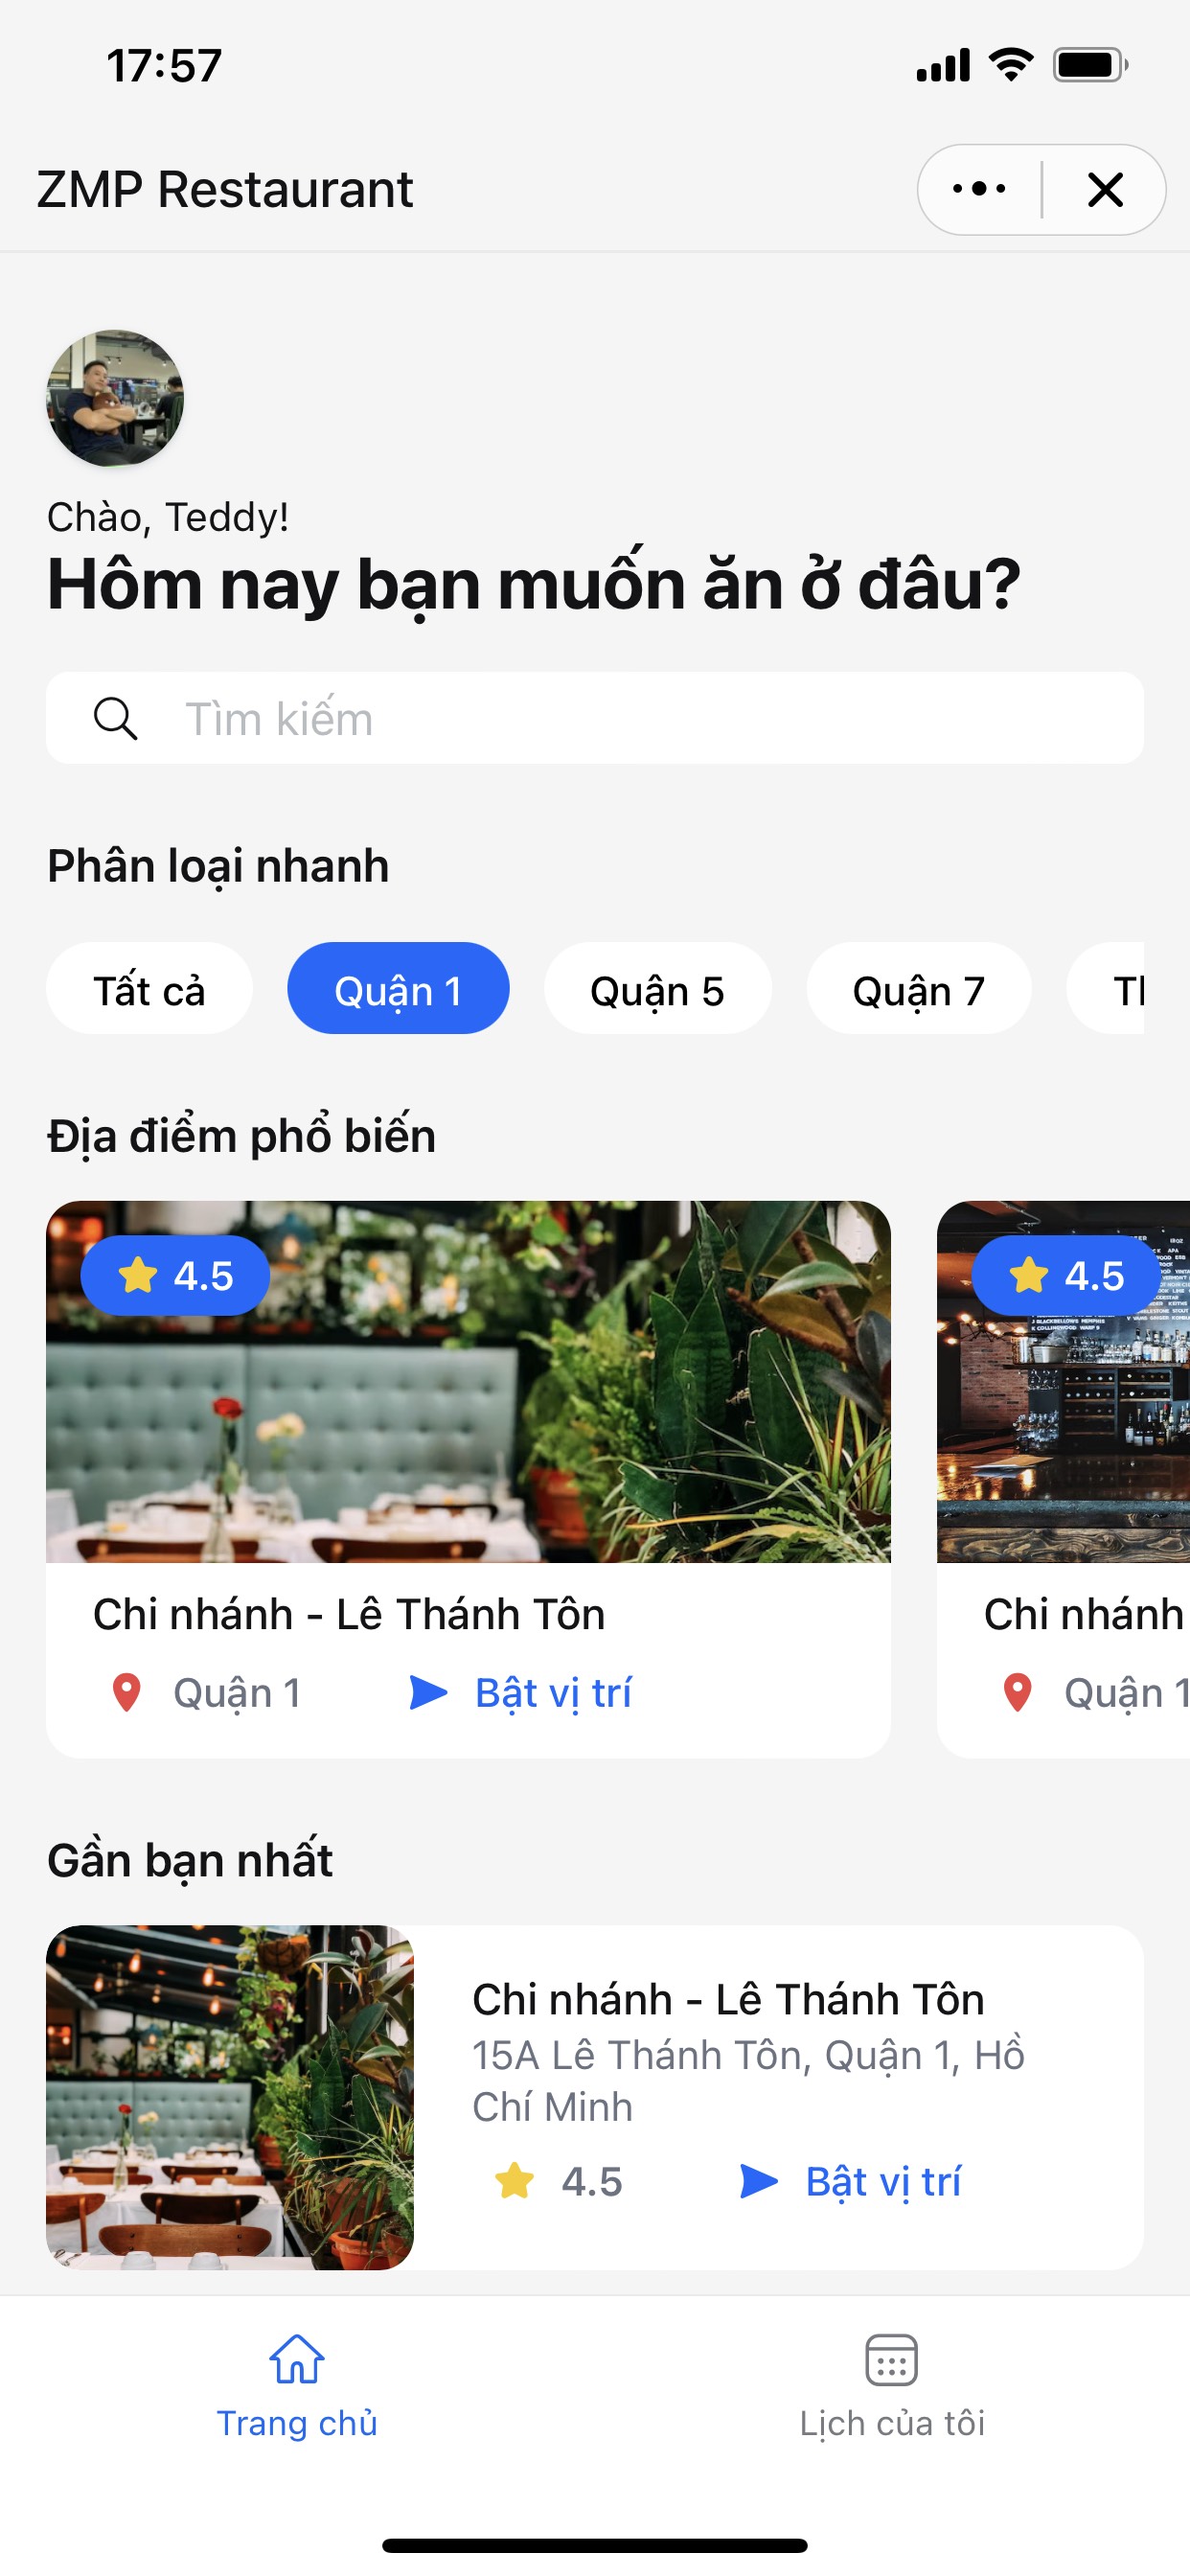 17:57
ZMP Restaurant
Chào, Teddy!
Hôm nay bạn muốn ăn ở đâu?
Tìm kiếm
Phân loại nhanh
Tất cả
Quận 1
Quận 5
Quận 7
Địa điểm phổ biến
4.5
4.5
Chi nhánh - Lê Thánh Tôn
Chi nhánh
Quận 1
Bật vị trí
Quận 1
Gần bạn nhất
Chi nhánh - Lê Thánh Tôn
15A Lê Thánh Tôn, Quận 1, Hồ
Chí Minh
4.5
Bật vị trí
Trang chủ
Lịch của tôi